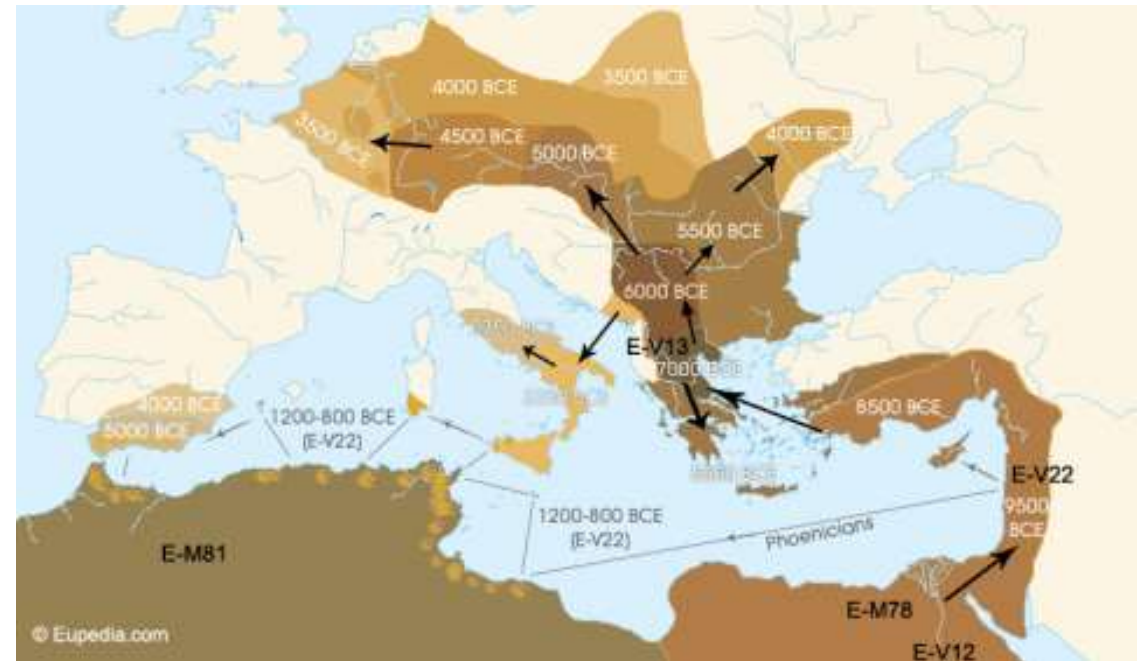 4000 BCE
3500 BCE
3500 BCE
4500 BCE
5000 BCE
4000 BCE
5500 BCE
6000 BCE
E-V13
7000 BCE
4000 BCE
5000 BCE
1200-800 BCE
(E-V22)
8500 BCE
E-V22
9500
BCE
1200-800 BCE
(E-V22)
Phoenicians
E-M81
E-M78
E-V12
© Eupedia.com